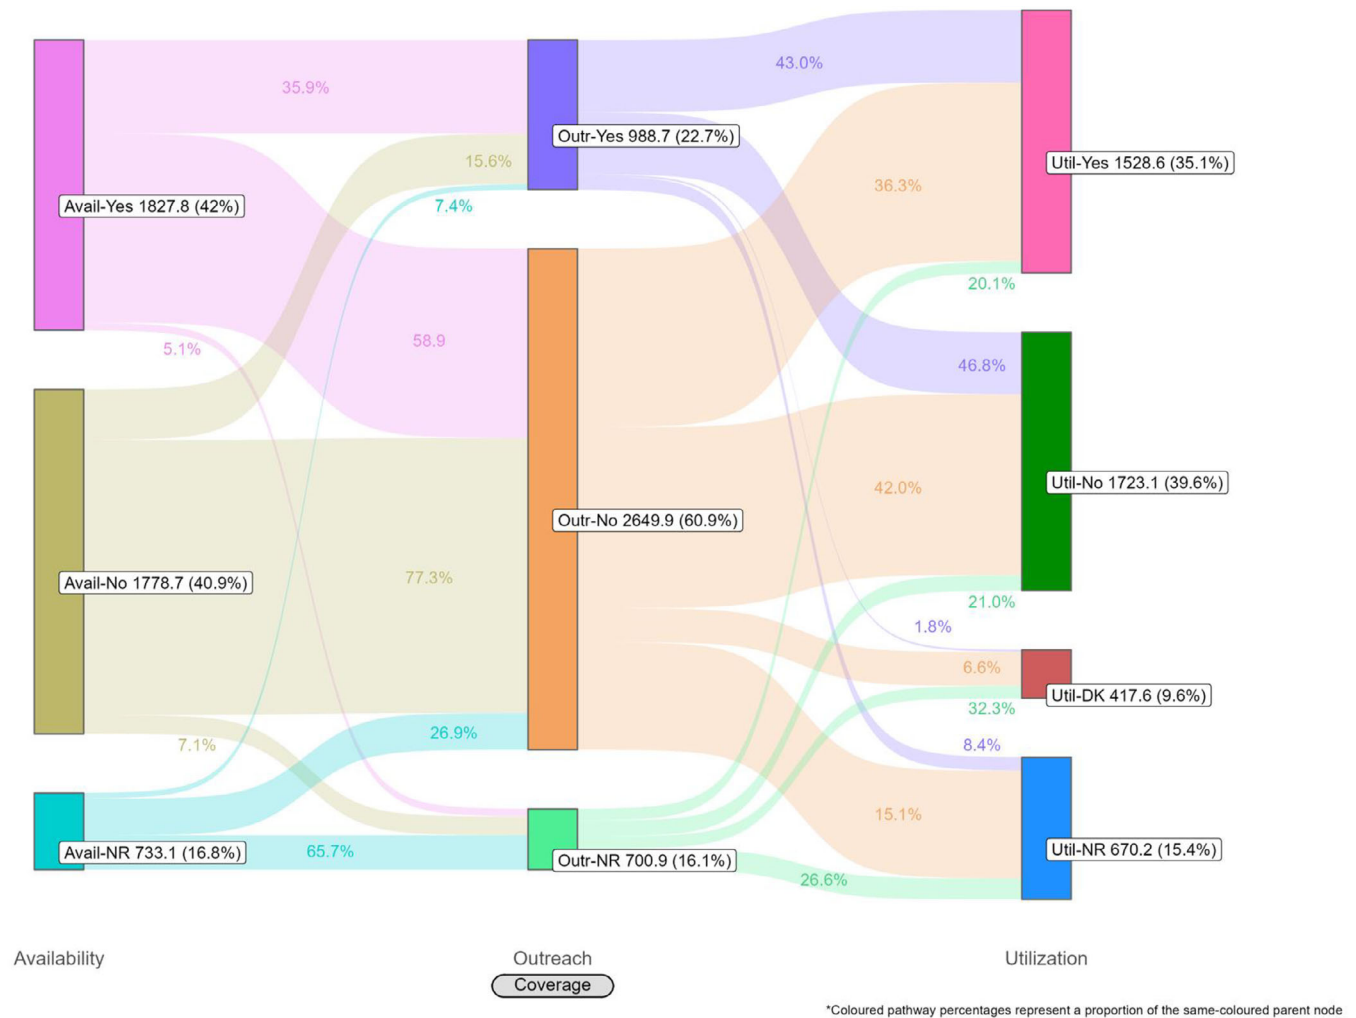 43.0%
35.9%
Outr-Yes 988.7 (22.7%)
15.6%
Util-Yes 1528.6 (35.1%)
36.3%
Avail-Yes 1827.8 (42%)
7.4%
20.1%
58.9
5.1%
46.8%
Util-No 1723.1 (39.6%)
42.0%
Outr-No 2649.9 (60.9%)
77.3%
Avail-No 1778.7 (40.9%)
21.0%
1.8%
6.6%
Util-DK 417.6 (9.6%)
32.3%
26.9%
7.1%
8.4%
15.1%
Util-NR 670.2 (15.4%)
Avail-NR 733.1 (16.8%)
65.7%
Outr-NR 700.9 (16.1%)
26.6%
Availability
Outreach
Utilization
Coverage
*Coloured pathway percentages represent a proportion of the same-coloured parent node